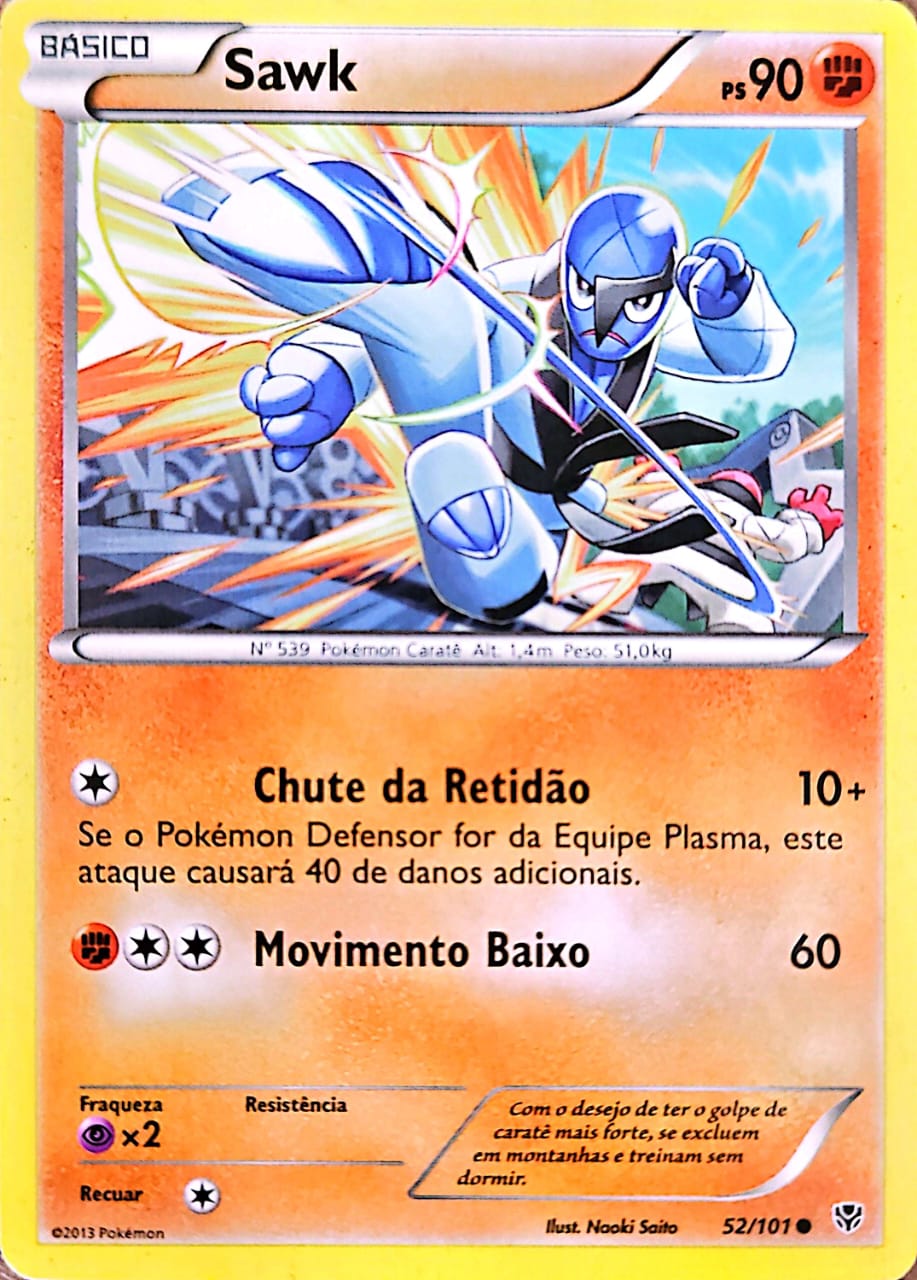 BÁSICO
Sawk
PS 90
Nº 539 Pokémon Caratê Alt: 1,4m Peso: 51,0kg
Chute da Retidão 10+
Se o Pokémon Defensor for da Equipe Plasma, este
ataque causará 40 de danos adicionais.
Movimento Baixo 60
Fraqueza
×2
Resistência
Com o desejo de ter o golpe de
caratê mais forte, se excluem
em montanhas e treinam sem
dormir.
Recuar
©2013 Pokémon
Ilust. Naoki Saito
52/101